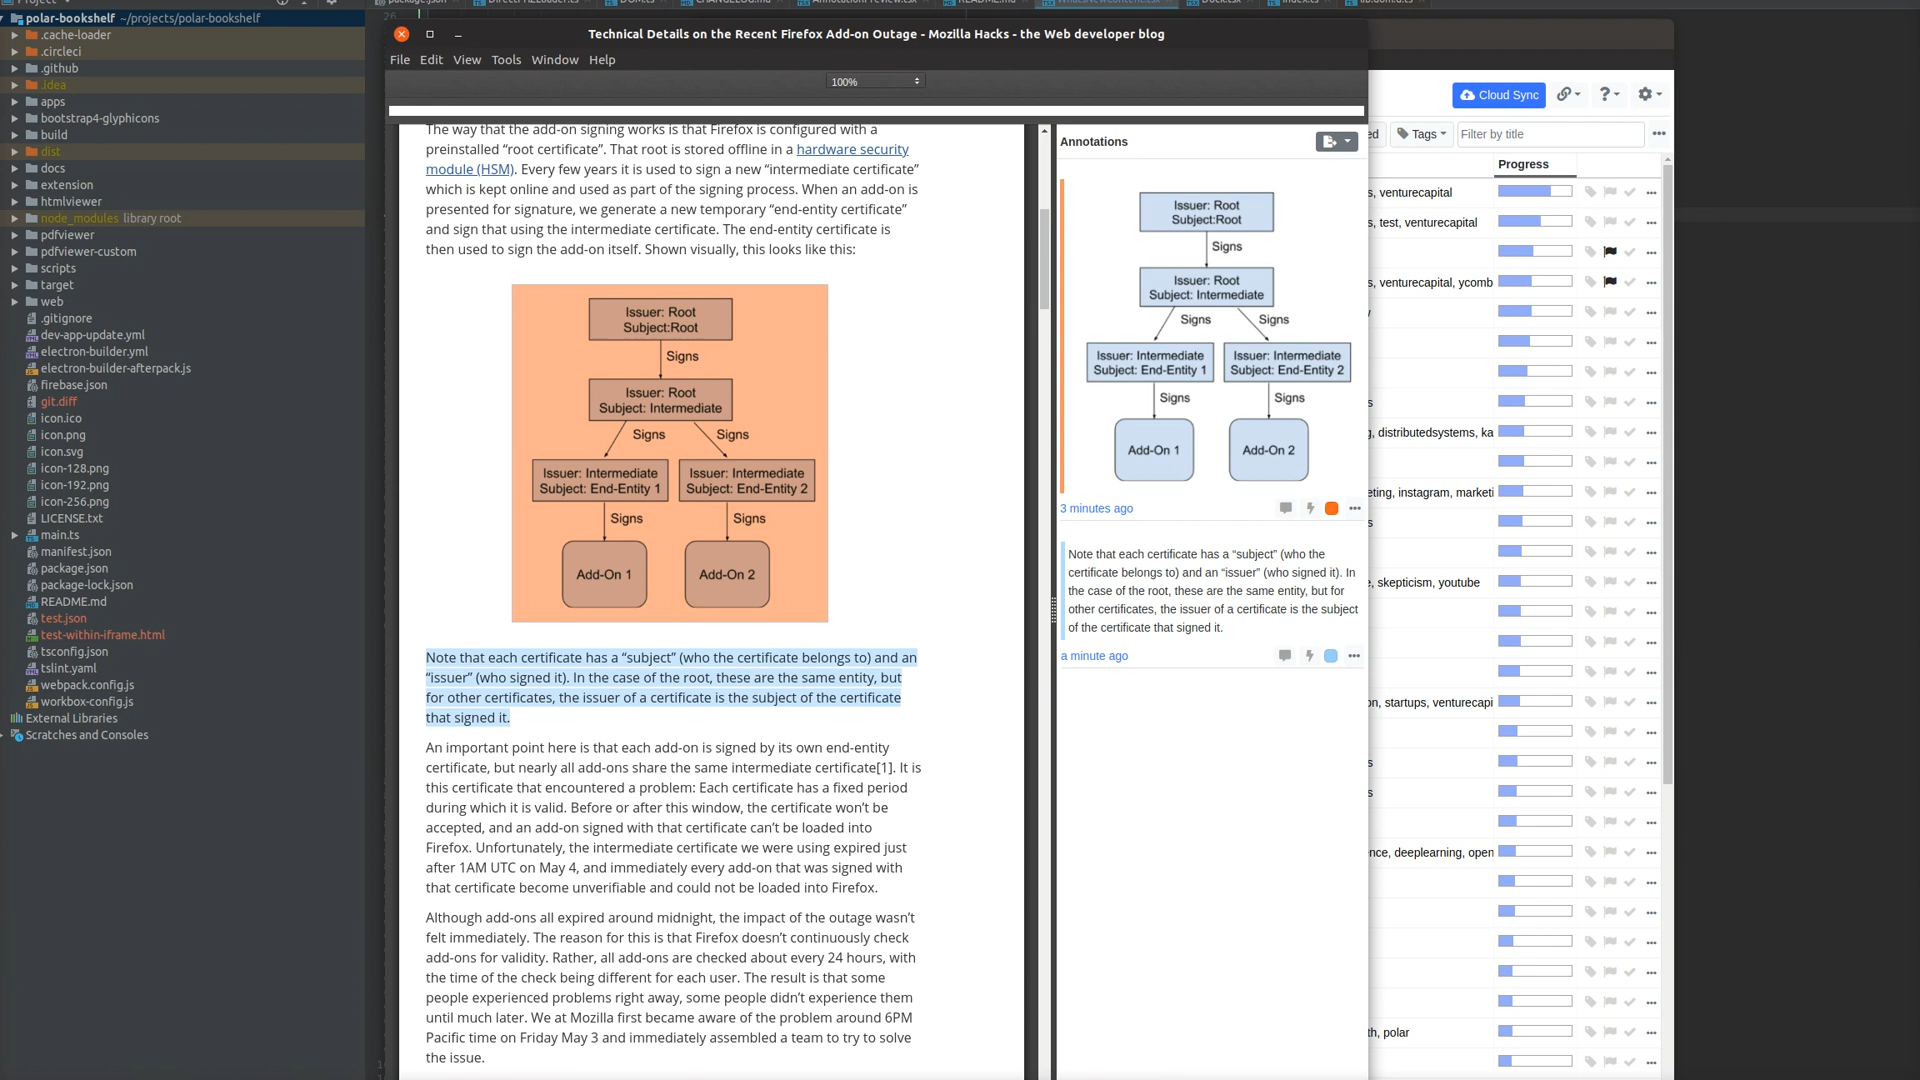 polar-bookshelf ~/projects/polar-bookshelf
.cache-loader
.circleci
.github
.idea
apps
bootstrap4-glyphicons
build
dist
docs
extension
htmlviewer
node_modules library root
pdfviewer
pdfviewer-custom
scripts
target
web
.gitignore
dev-app-update.yml
electron-builder.yml
electron-builder-afterpack.js
firebase.json
git.diff
icon.ico
icon.png
icon.svg
icon-128.png
icon-192.png
icon-256.png
LICENSE.txt
main.ts
manifest.json
package.json
package-lock.json
README.md
test.json
test-within-iframe.html
tsconfig.json
tslint.yaml
webpack.config.js
workbox-config.js
External Libraries
Scratches and Consoles
26
Technical Details on the Recent Firefox Add-on Outage - Mozilla Hacks - the Web developer blog
File Edit View Tools Window Help
100%
The way that the add-on signing works is that Firefox is configured with a
preinstalled “root certificate”. That root is stored offline in a hardware security
module (HSM). Every few years it is used to sign a new “intermediate certificate”
which is kept online and used as part of the signing process. When an add-on is
presented for signature, we generate a new temporary “end-entity certificate”
and sign that using the intermediate certificate. The end-entity certificate is
then used to sign the add-on itself. Shown visually, this looks like this:
Issuer: Root
Subject:Root
Signs
Issuer: Root
Subject: Intermediate
Signs Signs
Issuer: Intermediate Issuer: Intermediate
Subject: End-Entity 1 Subject: End-Entity 2
Signs Signs
Add-On 1 Add-On 2
Note that each certificate has a “subject” (who the certificate belongs to) and an
“issuer” (who signed it). In the case of the root, these are the same entity, but
for other certificates, the issuer of a certificate is the subject of the certificate
that signed it.
An important point here is that each add-on is signed by its own end-entity
certificate, but nearly all add-ons share the same intermediate certificate[1]. It is
this certificate that encountered a problem: Each certificate has a fixed period
during which it is valid. Before or after this window, the certificate won’t be
accepted, and an add-on signed with that certificate can’t be loaded into
Firefox. Unfortunately, the intermediate certificate we were using expired just
after 1AM UTC on May 4, and immediately every add-on that was signed with
that certificate become unverifiable and could not be loaded into Firefox.
Although add-ons all expired around midnight, the impact of the outage wasn’t
felt immediately. The reason for this is that Firefox doesn’t continuously check
add-ons for validity. Rather, all add-ons are checked about every 24 hours, with
the time of the check being different for each user. The result is that some
people experienced problems right away, some people didn’t experience them
until much later. We at Mozilla first became aware of the problem around 6PM
Pacific time on Friday May 3 and immediately assembled a team to try to solve
the issue.
Annotations
Issuer: Root
Subject:Root
Signs
Issuer: Root
Subject: Intermediate
Signs Signs
Issuer: Intermediate Issuer: Intermediate
Subject: End-Entity 1 Subject: End-Entity 2
Signs Signs
Add-On 1 Add-On 2
3 minutes ago
Note that each certificate has a “subject” (who the
certificate belongs to) and an “issuer” (who signed it). In
the case of the root, these are the same entity, but for
other certificates, the issuer of a certificate is the subject
of the certificate that signed it.
a minute ago
Cloud Sync
ed Tags Filter by title
Progress
s, venturecapital
s, test, venturecapital
s, venturecapital, ycomb
s
g, distributedsystems, ka
eting, instagram, marketi
s
e, skepticism, youtube
on, startups, venturecapi
s
s
nce, deeplearning, open
th, polar